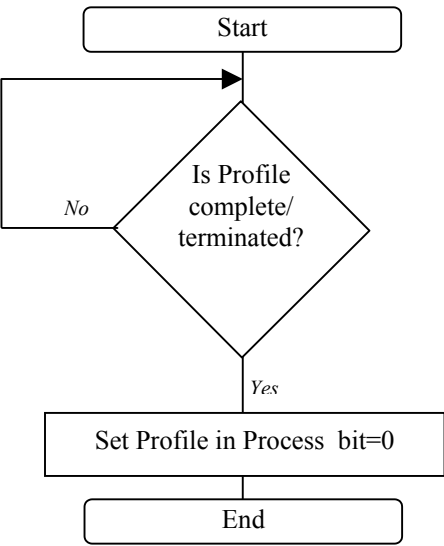 Start
Is Profile
complete/
terminated?
No
Yes
Set Profile in Process  bit=0
End